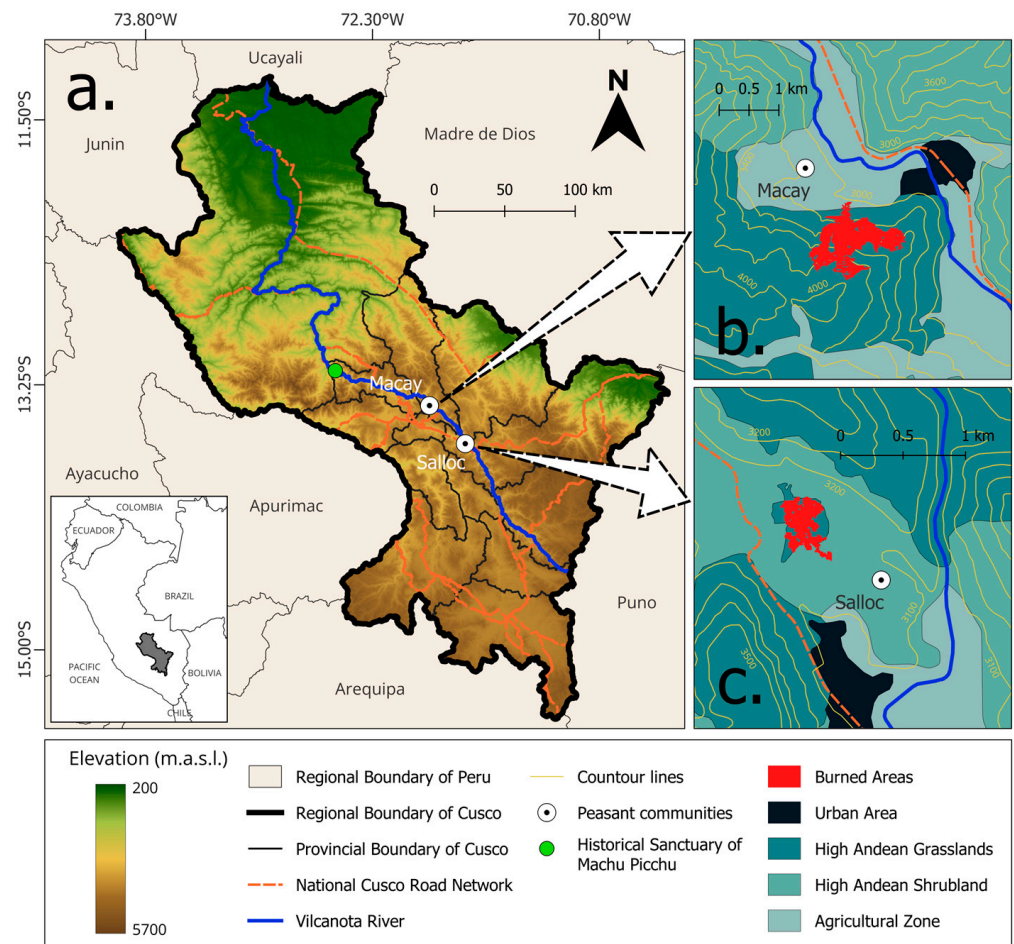 73.80°W
72.30°W
70.80°W
11.50°S
13.25°S
15.00°S
a.
Ucayali
N
Junin
Madre de Dios
0 50 100 km
Macay
Salloc
Ayacucho
Apurimac
Puno
Arequipa
COLOMBIA
ECUADOR
BRAZIL
PACIFIC
OCEAN
BOLIVIA
CHILE
0 0.5 1 km
3600
3000
Macay
3000
4000
4000
b.
3200
0 0.5 1 km
3200
Salloc
3100
3500
3100
c.
Elevation (m.a.s.l.)
200
5700
Regional Boundary of Peru
Regional Boundary of Cusco
Provincial Boundary of Cusco
National Cusco Road Network
Vilcanota River
Countour lines
Peasant communities
Historical Sanctuary of
Machu Picchu
Burned Areas
Urban Area
High Andean Grasslands
High Andean Shrubland
Agricultural Zone